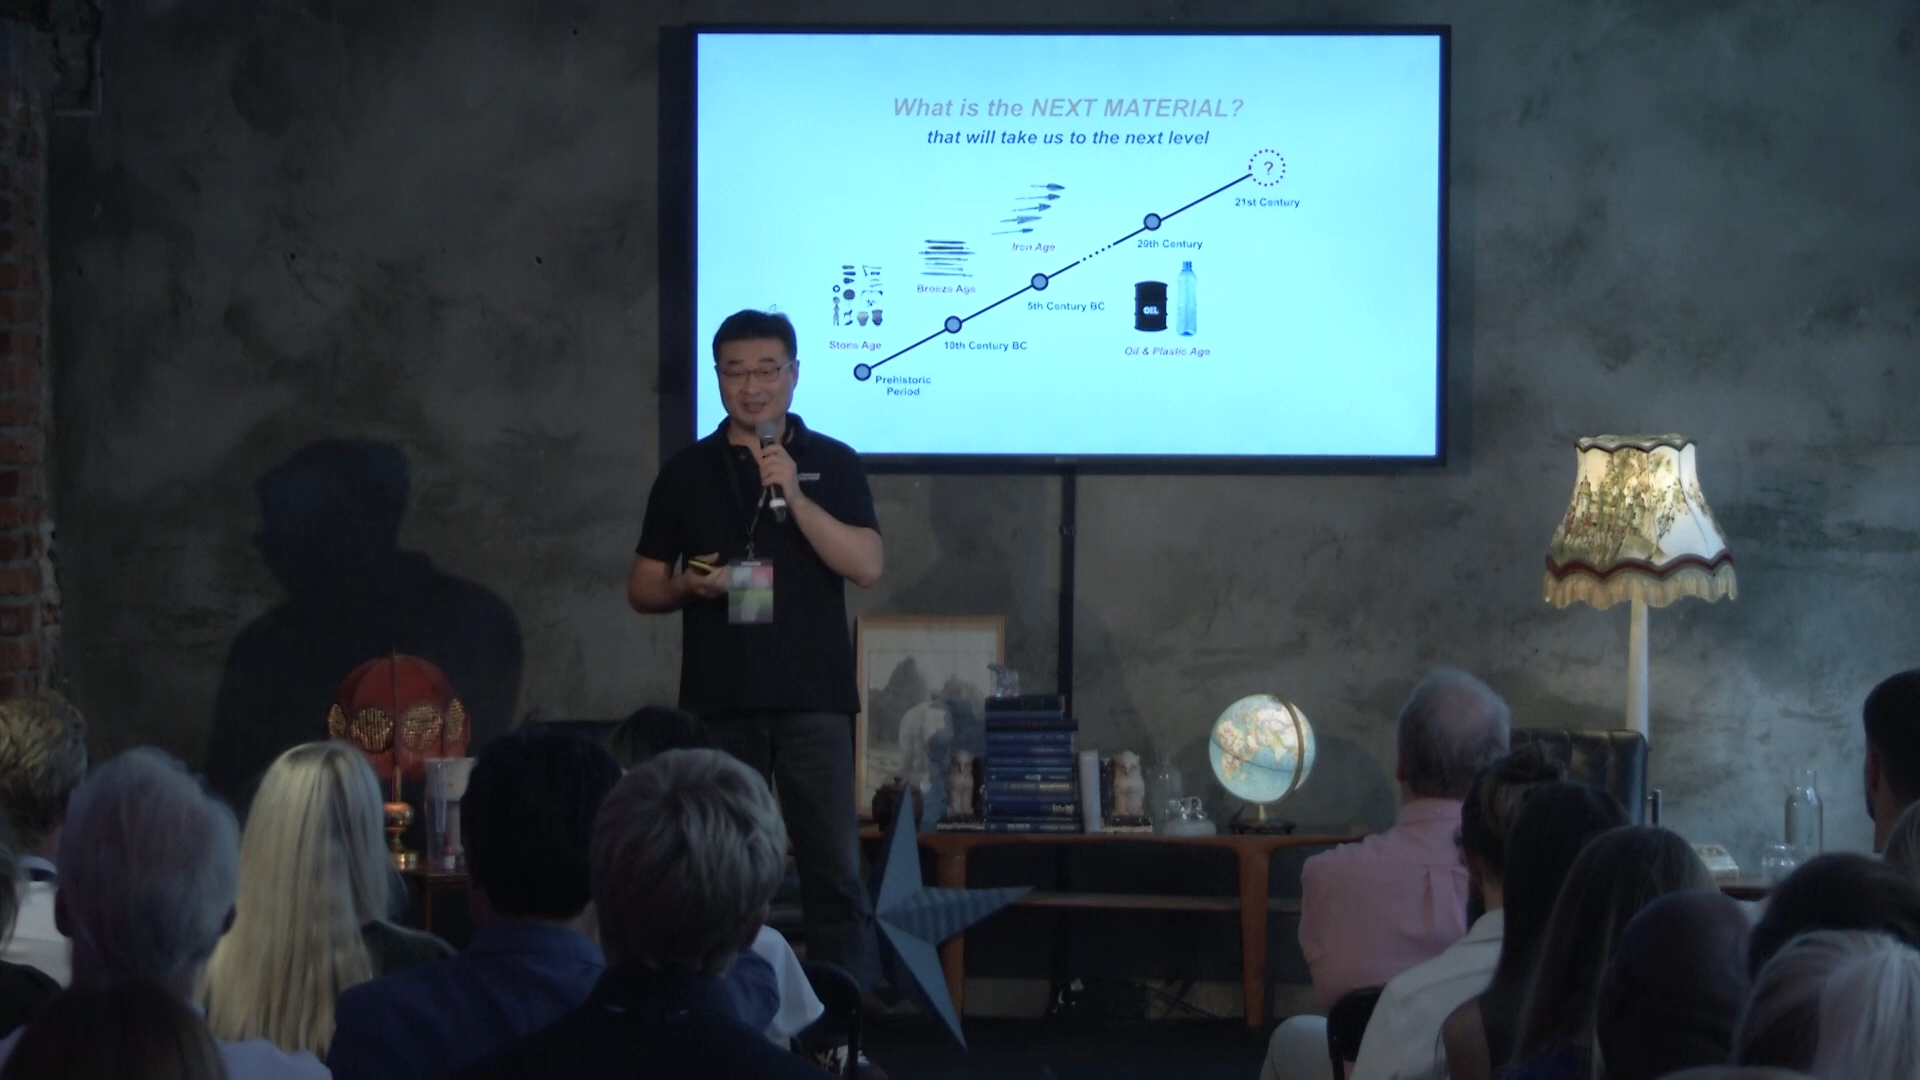 What is the NEXT MATERIAL?
that will take us to the next level
?
21st Century
20th Century
Iron Age
Bronze Age
5th Century BC
OIL
Stone Age
10th Century BC
Oil & Plastic Age
Prehistoric
Period